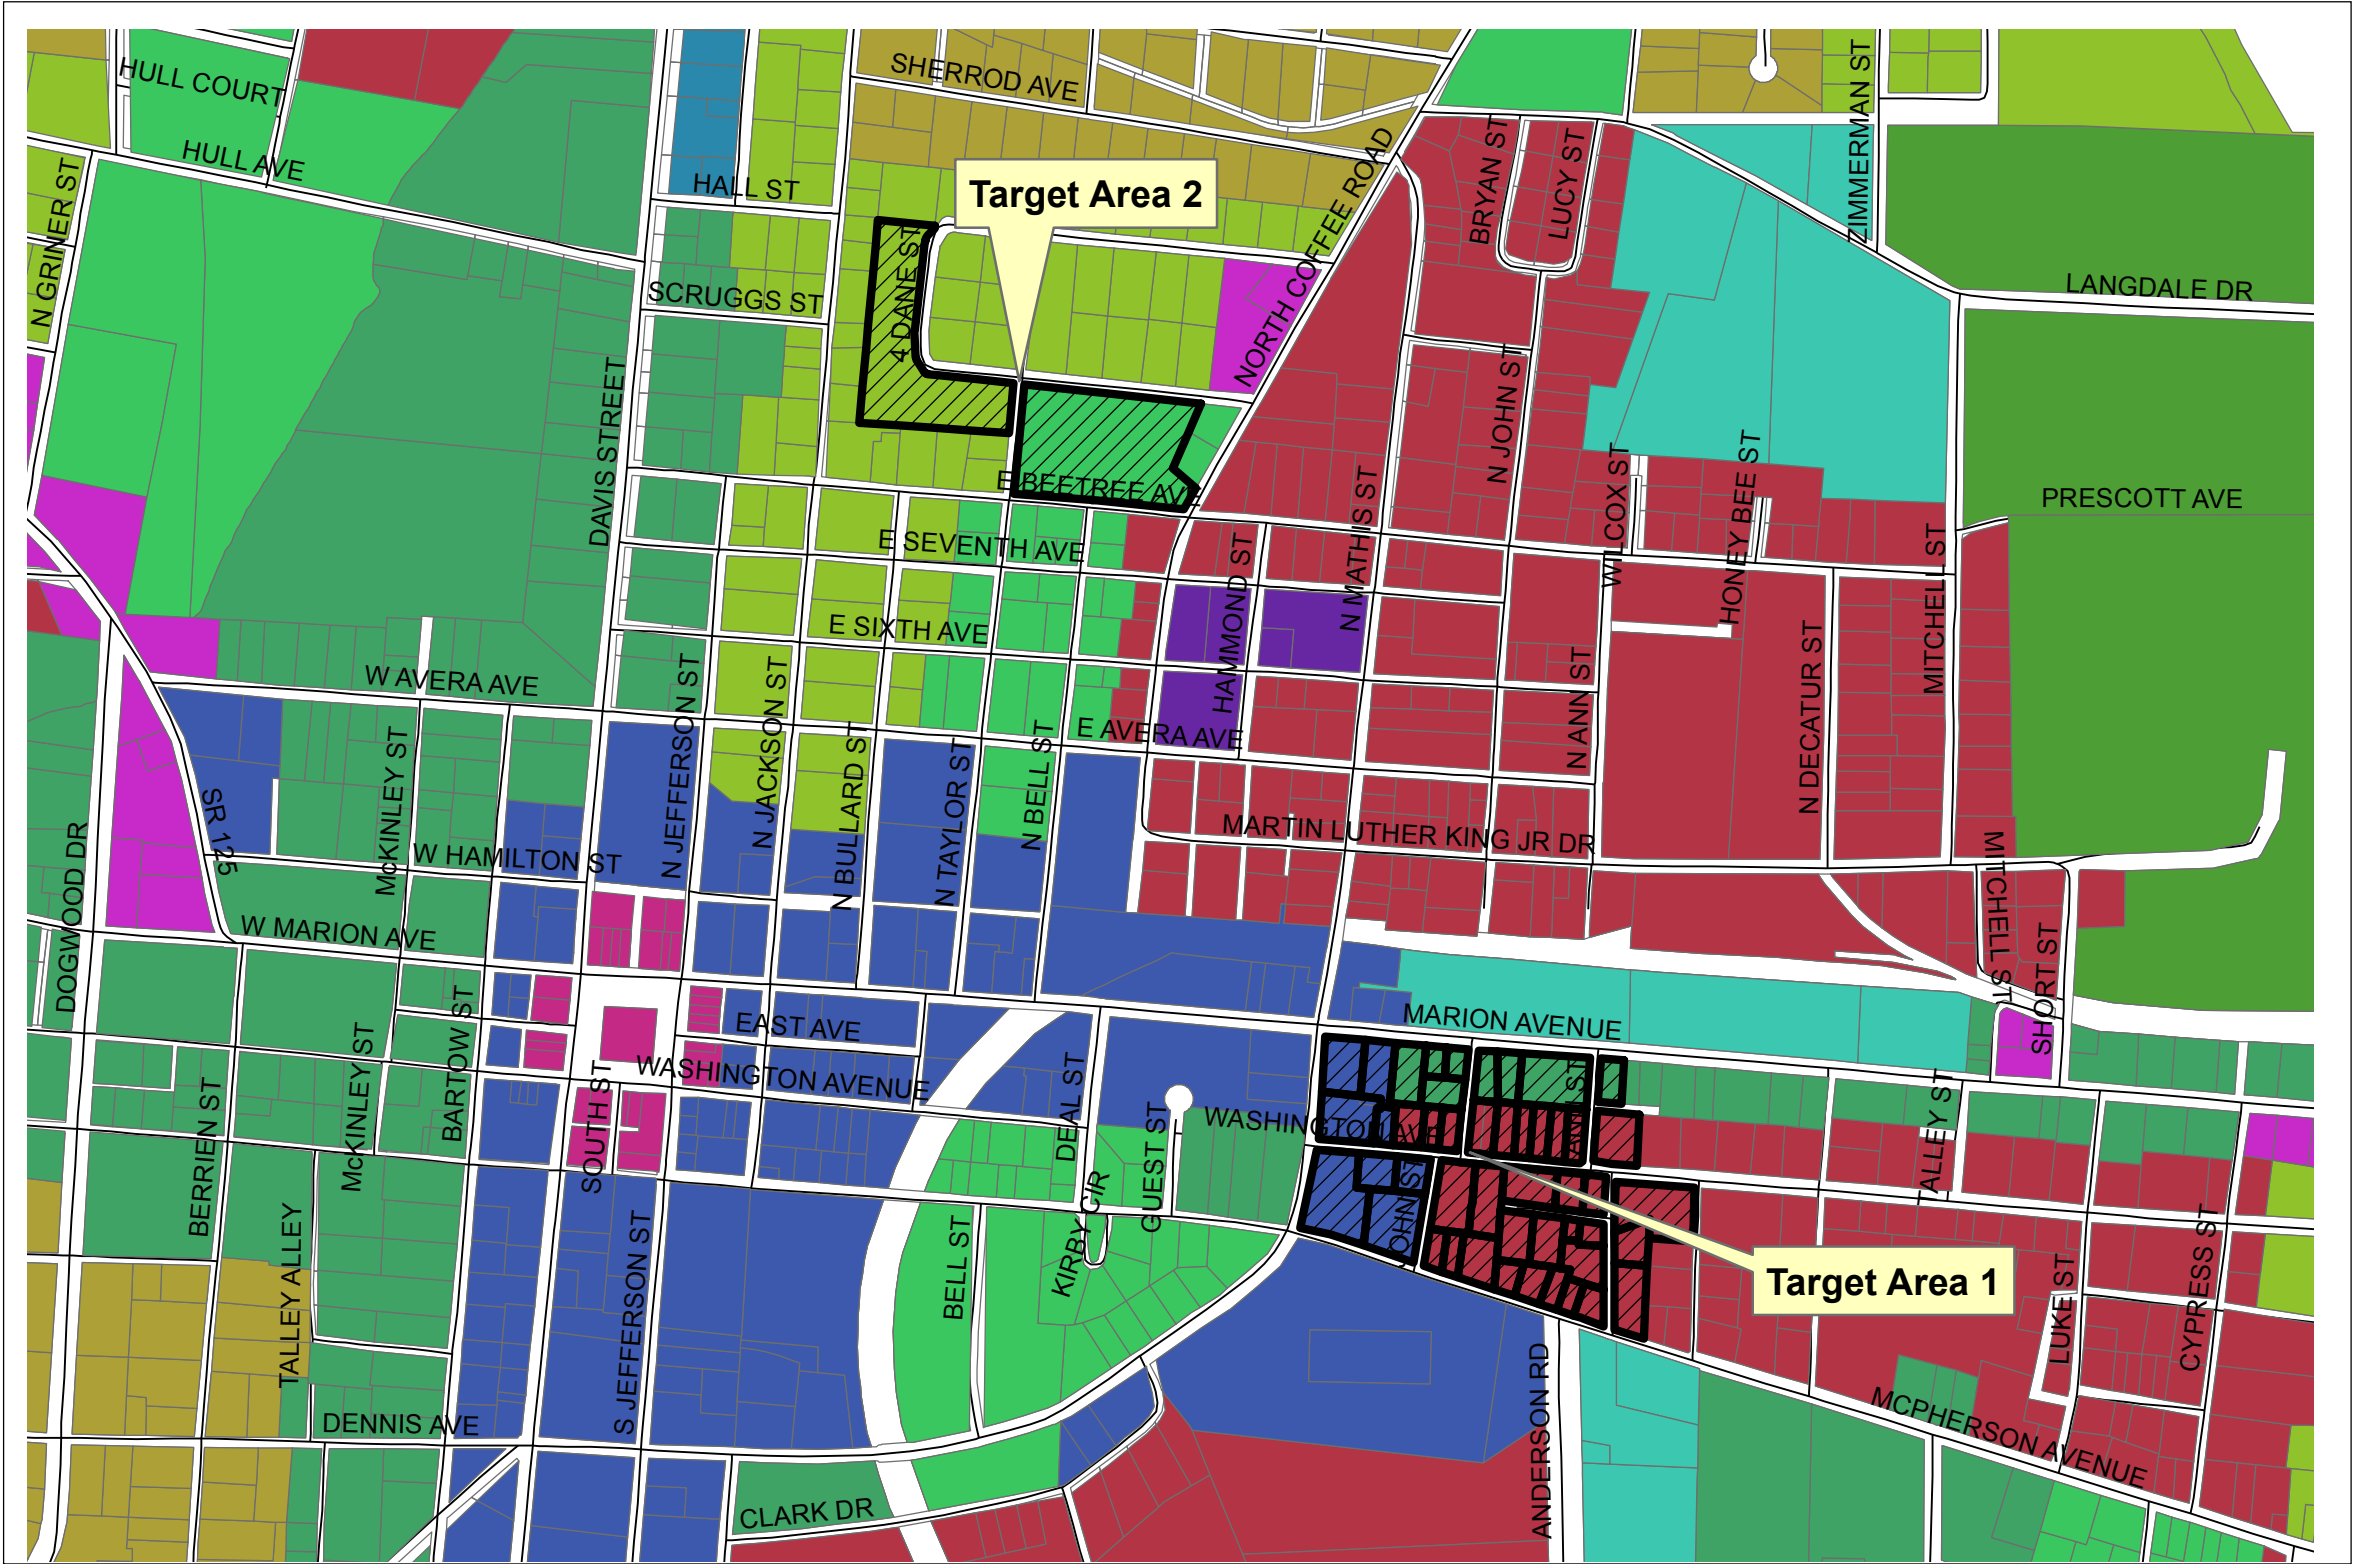 HULL COURT
SHERROD AVE
ZIMMERMAN ST
HULL AVE
BRYAN ST
LUCY ST
N GRINER ST
HALL ST
Target Area 2
NORTH COFFEE ROAD
4 DANE ST
LANGDALE DR
SCRUGGS ST
DAVIS STREET
N JOHN ST
E BEETREE AVE
N MATHIS ST
WILCOX ST
HONEY BEE ST
PRESCOTT AVE
E SEVENTH AVE
HAMMOND ST
MITCHELL ST
E SIXTH AVE
W AVERA AVE
N JEFFERSON ST
N JACKSON ST
N ANN ST
N DECATUR ST
E AVERA AVE
McKINLEY ST
N BULLARD ST
N TAYLOR ST
N BELL ST
SR 125
W HAMILTON ST
MARTIN LUTHER KING JR DR
DOGWOOD DR
W MARION AVE
MITCHELL ST
SHORT ST
BARTOW ST
EAST AVE
MARION AVENUE
McKINLEY ST
WASHINGTON AVENUE
DEAL ST
SOUTH ST
BERRIEN ST
GUEST ST
WASHINGTON AVE
ANN ST
TALLEY ST
KIRBY CIR
JOHN ST
BELL ST
S JEFFERSON ST
TALLEY ALLEY
Target Area 1
LUKE ST
CYPRESS ST
DENNIS AVE
ANDERSON RD
MCPHERSON AVENUE
CLARK DR